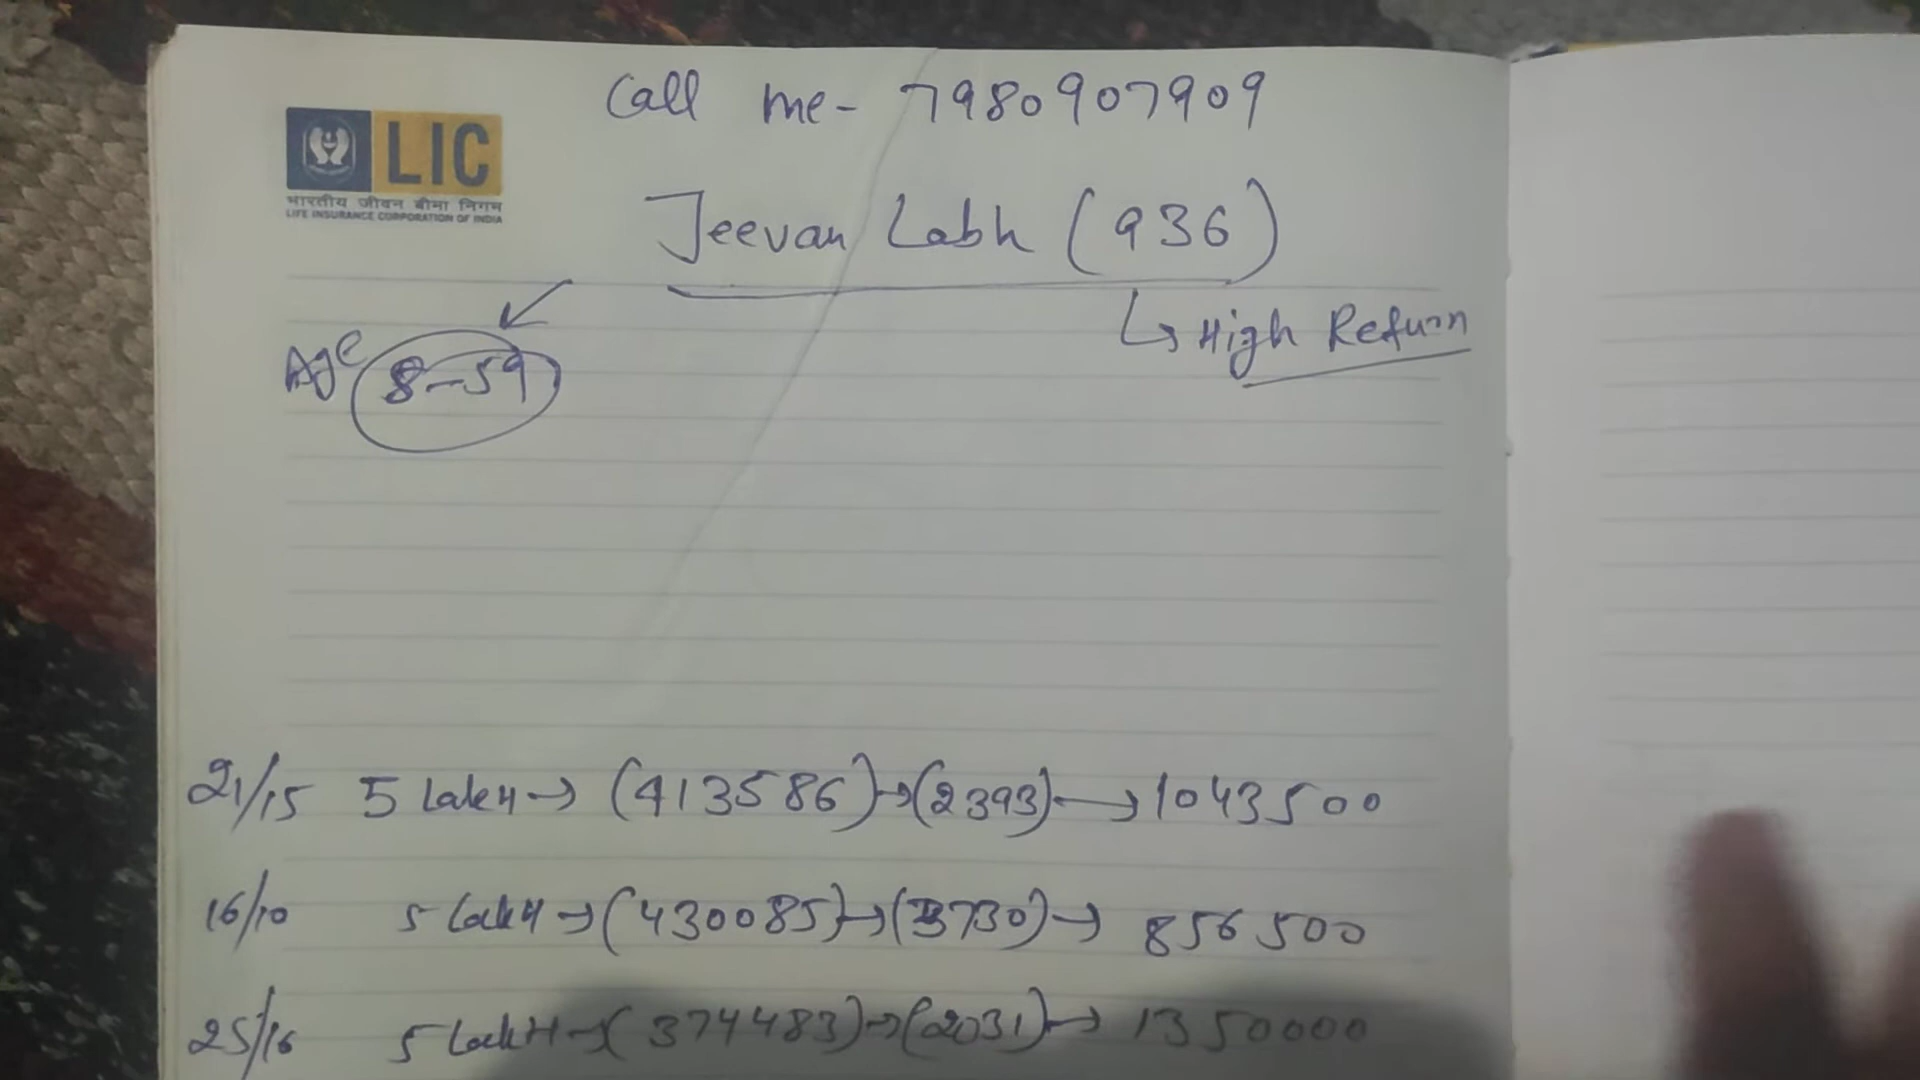 Call me - 7980907909
LIC
भारतीय जीवन बीमा निगम
LIFE INSURANCE CORPORATION OF INDIA
Jeevan Labh (936)
↳ High Return
Age 8-59
21/15 5 Lakh → (413586) → (2393) → 1043500
16/10 5 Lakh → (430085) → (3730) → 856500
25/16 5 Lakh → (374483) → (2031) → 1350000